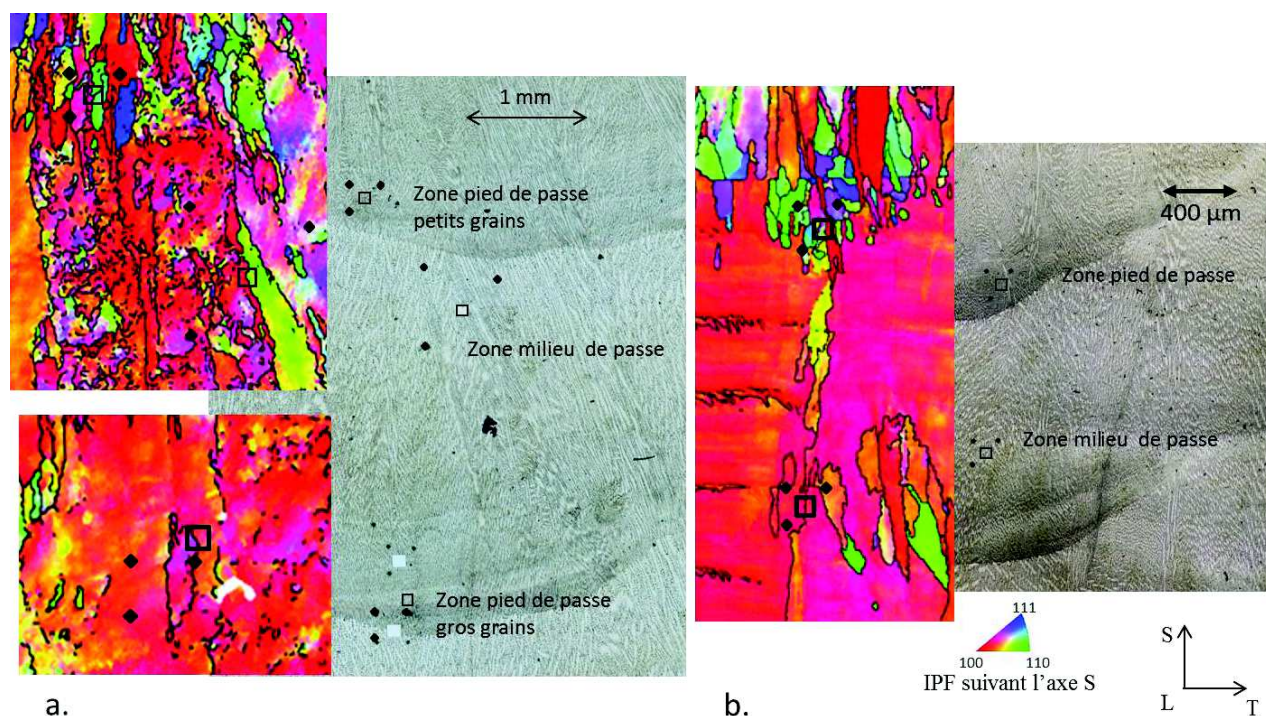 1 mm
Zone pied de passe
petits grains
Zone milieu de passe
Zone pied de passe
gros grains
a.
400 µm
Zone pied de passe
Zone milieu de passe
111
100
110
IPF suivant l'axe S
S
L
T
b.